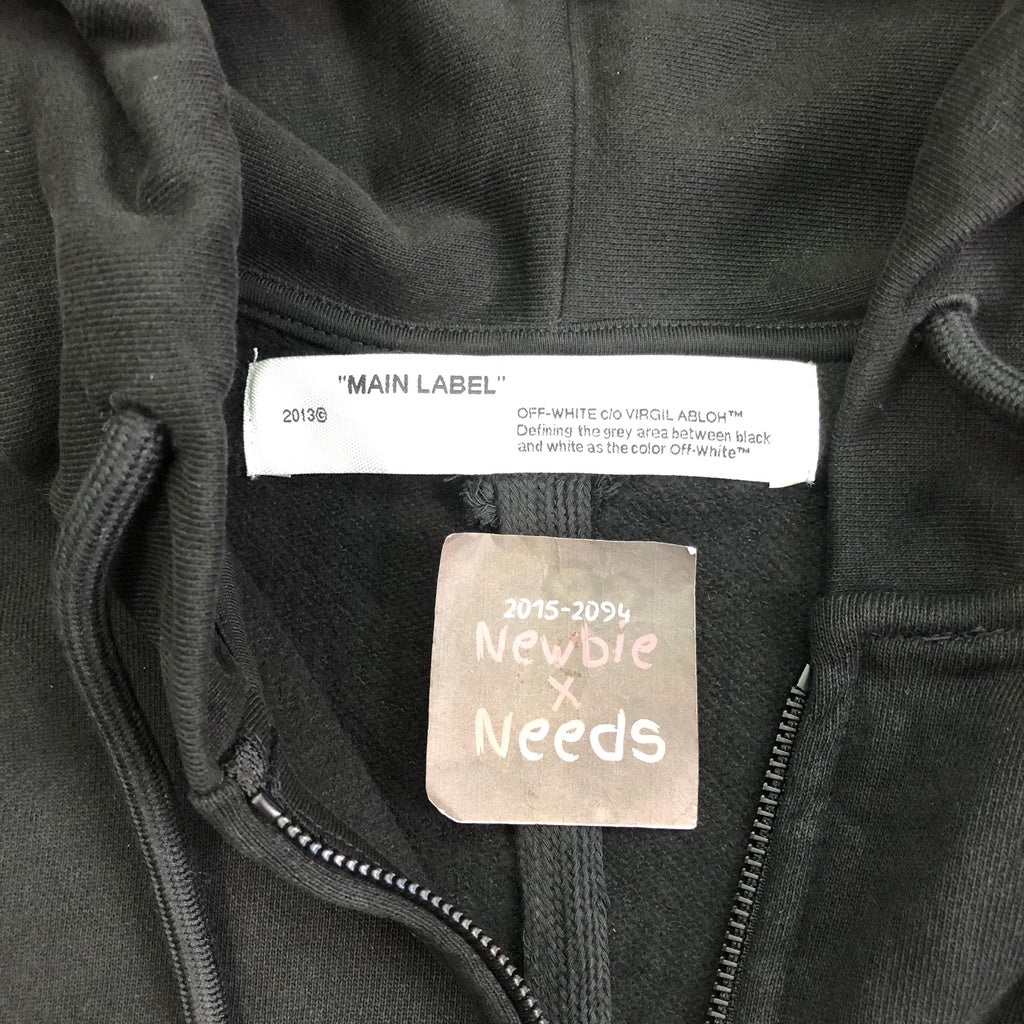 "MAIN LABEL"
2013©
OFF-WHITE c/o VIRGIL ABLOH™
Defining the grey area between black
and white as the color Off-White™
2015-2094
Newbie
x
Needs